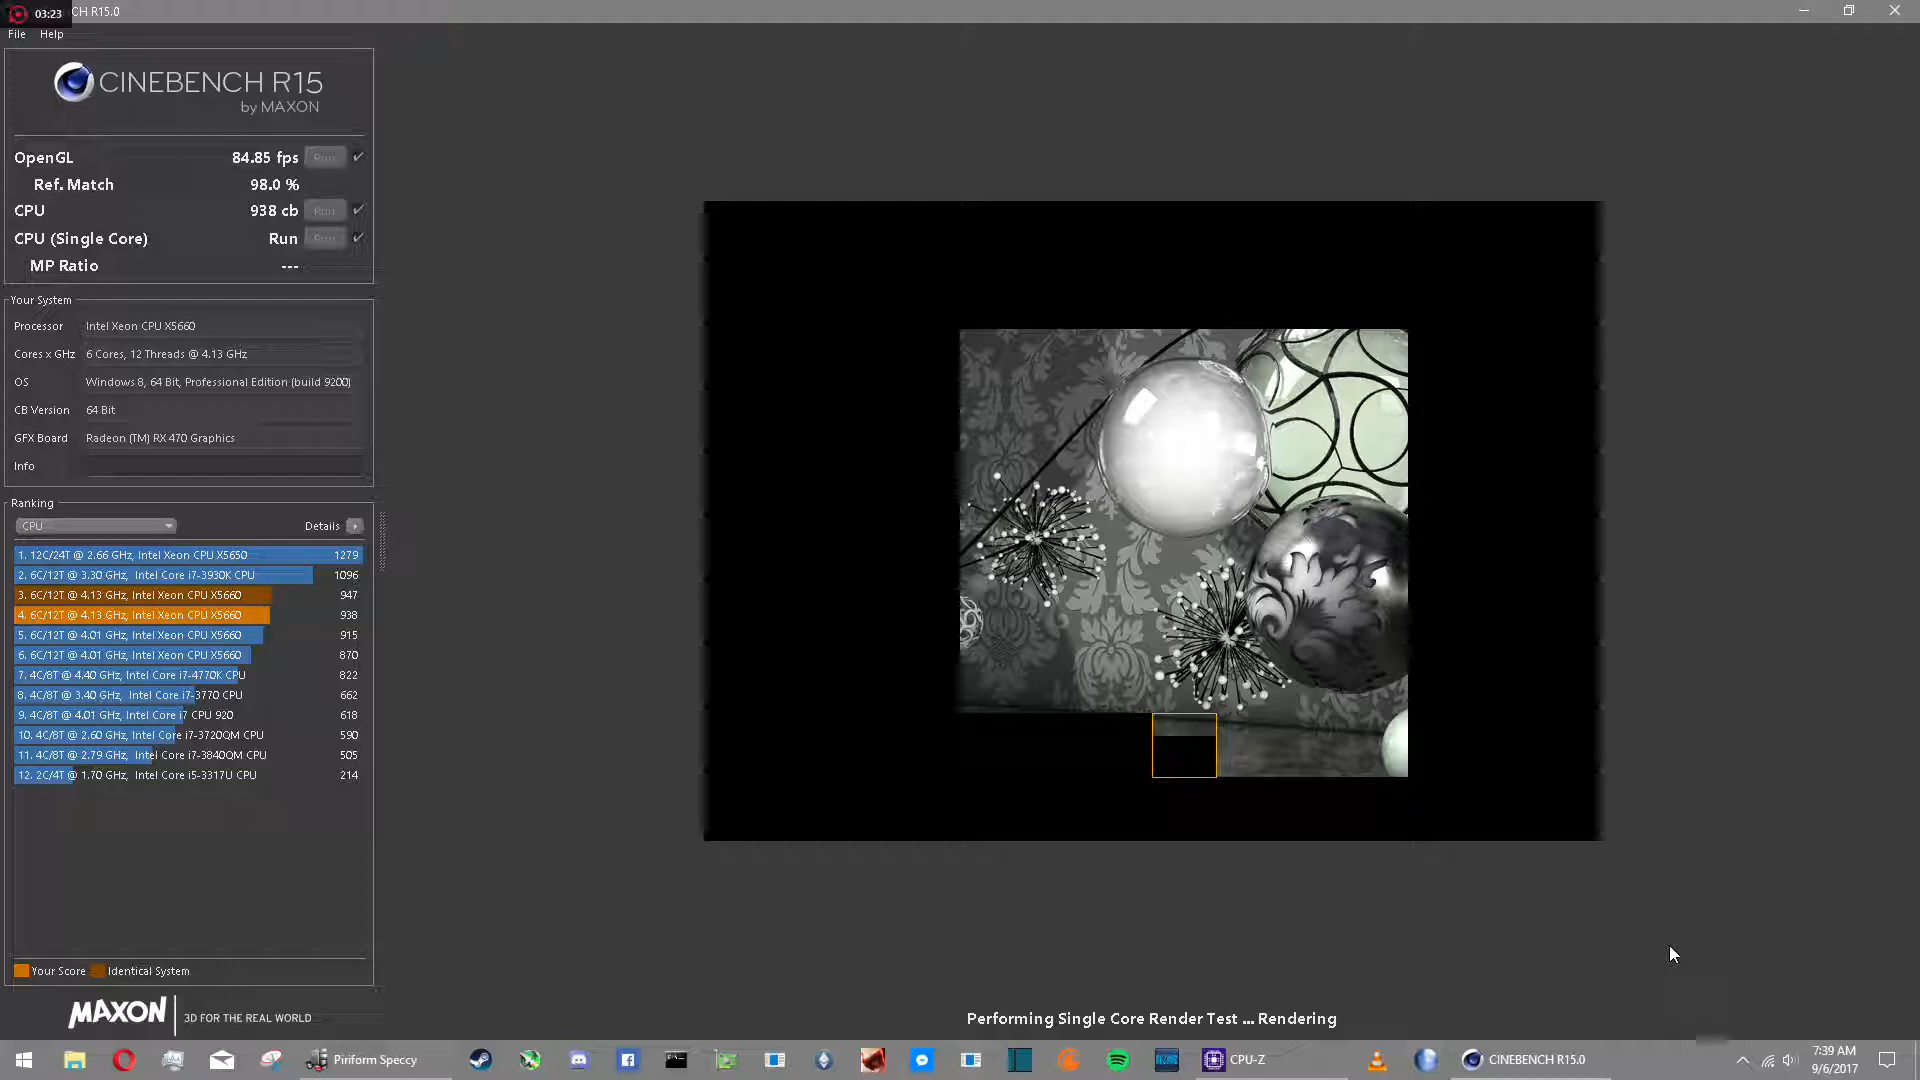 03:23
CH R15.0
File Help
CINEBENCH R15
by MAXON
OpenGL 84.85 fps Run
Ref. Match 98.0 %
CPU 938 cb Run
CPU (Single Core) Run Run
MP Ratio ---
Your System
Processor Intel Xeon CPU X5660
Cores x GHz 6 Cores, 12 Threads @ 4.13 GHz
OS Windows 8, 64 Bit, Professional Edition (build 9200)
CB Version 64 Bit
GFX Board Radeon (TM) RX 470 Graphics
Info
Ranking
CPU Details
1. 12C/24T @ 2.66 GHz, Intel Xeon CPU X5650 1279
2. 6C/12T @ 3.30 GHz, Intel Core i7-3930K CPU 1096
3. 6C/12T @ 4.13 GHz, Intel Xeon CPU X5660 947
4. 6C/12T @ 4.13 GHz, Intel Xeon CPU X5660 938
5. 6C/12T @ 4.01 GHz, Intel Xeon CPU X5660 915
6. 6C/12T @ 4.01 GHz, Intel Xeon CPU X5660 870
7. 4C/8T @ 4.40 GHz, Intel Core i7-4770K CPU 822
8. 4C/8T @ 3.40 GHz, Intel Core i7-3770 CPU 662
9. 4C/8T @ 4.01 GHz, Intel Core i7 CPU 920 618
10. 4C/8T @ 2.60 GHz, Intel Core i7-3720QM CPU 590
11. 4C/8T @ 2.79 GHz, Intel Core i7-3840QM CPU 505
12. 2C/4T @ 1.70 GHz, Intel Core i5-3317U CPU 214
Your Score Identical System
MAXON 3D FOR THE REAL WORLD
Performing Single Core Render Test ... Rendering
Piriform Speccy CPU-Z CINEBENCH R15.0 7:39 AM
9/6/2017